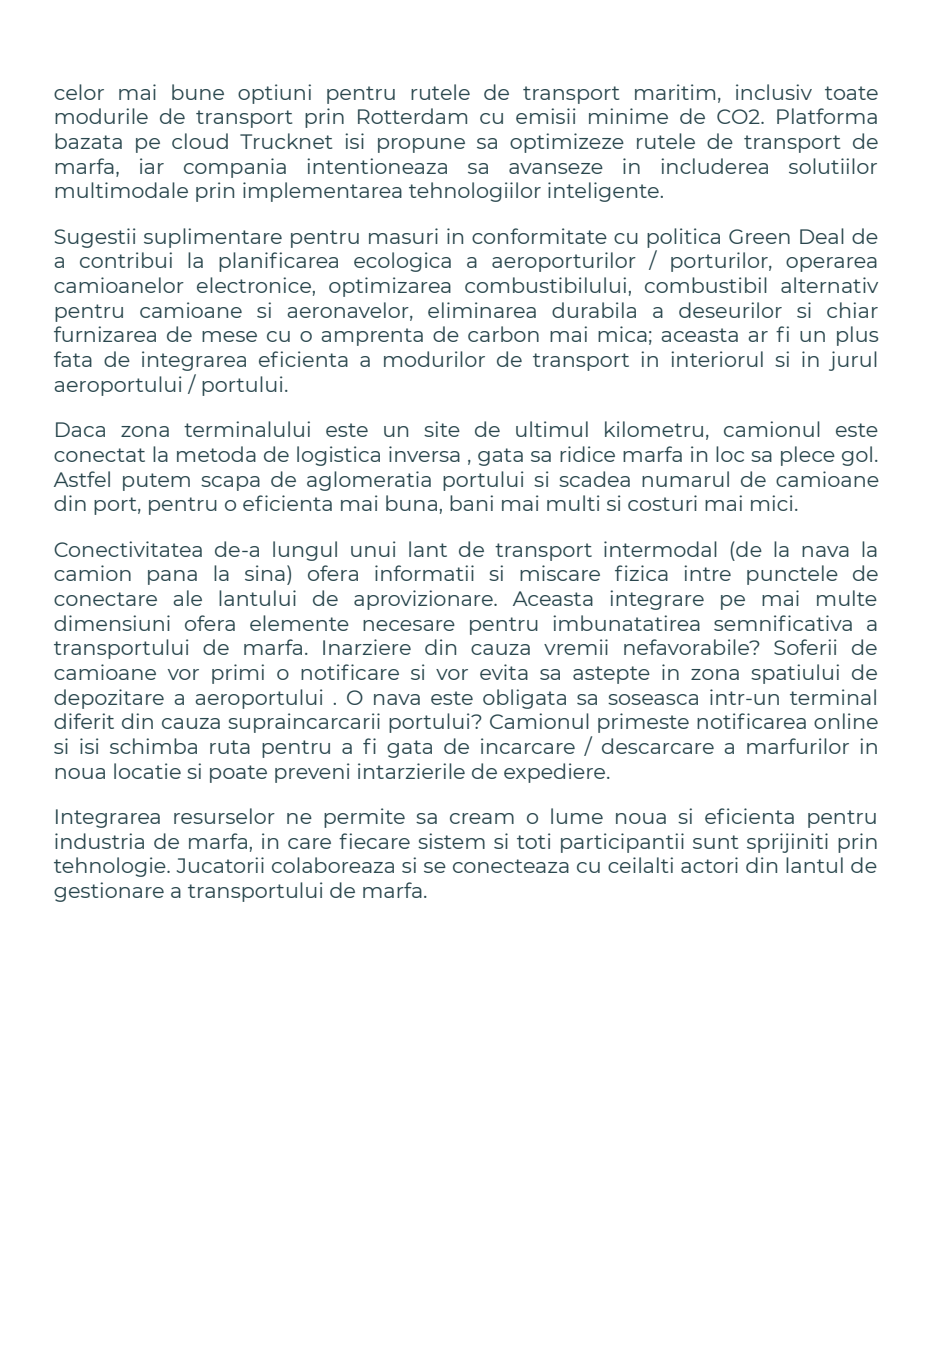 celor mai bune optiuni pentru rutele de transport maritim, inclusiv toate
modurile de transport prin Rotterdam cu emisii minime de CO2. Platforma
bazata pe cloud Trucknet isi propune sa optimizeze rutele de transport de
marfa, iar compania intentioneaza sa avanseze in includerea solutiilor
multimodale prin implementarea tehnologiilor inteligente.
Sugestii suplimentare pentru masuri in conformitate cu politica Green Deal de
a contribui la planificarea ecologica a aeroporturilor / porturilor, operarea
camioanelor electronice, optimizarea combustibilului, combustibil alternativ
pentru camioane si aeronavelor, eliminarea durabila a deseurilor si chiar
furnizarea de mese cu o amprenta de carbon mai mica; aceasta ar fi un plus
fata de integrarea eficienta a modurilor de transport in interiorul si in jurul
aeroportului / portului.
Daca zona terminalului este un site de ultimul kilometru, camionul este
conectat la metoda de logistica inversa , gata sa ridice marfa in loc sa plece gol.
Astfel putem scapa de aglomeratia portului si scadea numarul de camioane
din port, pentru o eficienta mai buna, bani mai multi si costuri mai mici.
Conectivitatea de-a lungul unui lant de transport intermodal (de la nava la
camion pana la sina) ofera informatii si miscare fizica intre punctele de
conectare ale lantului de aprovizionare. Aceasta integrare pe mai multe
dimensiuni ofera elemente necesare pentru imbunatatirea semnificativa a
transportului de marfa. Inarziere din cauza vremii nefavorabile? Soferii de
camioane vor primi o notificare si vor evita sa astepte in zona spatiului de
depozitare a aeroportului . O nava este obligata sa soseasca intr-un terminal
diferit din cauza supraincarcarii portului? Camionul primeste notificarea online
si isi schimba ruta pentru a fi gata de incarcare / descarcare a marfurilor in
noua locatie si poate preveni intarzierile de expediere.
Integrarea resurselor ne permite sa cream o lume noua si eficienta pentru
industria de marfa, in care fiecare sistem si toti participantii sunt sprijiniti prin
tehnologie. Jucatorii colaboreaza si se conecteaza cu ceilalti actori din lantul de
gestionare a transportului de marfa.